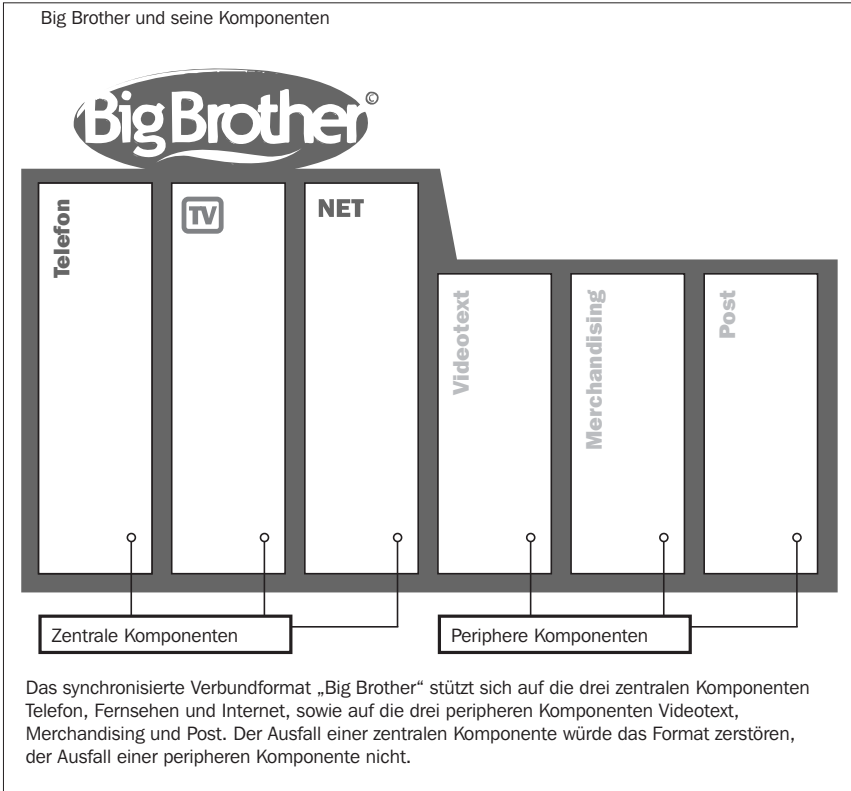 Big Brother und seine Komponenten
Big Brother©
Telefon
TV
NET
Videotext
Merchandising
Post
Zentrale Komponenten
Periphere Komponenten
Das synchronisierte Verbundformat „Big Brother“ stützt sich auf die drei zentralen Komponenten
Telefon, Fernsehen und Internet, sowie auf die drei peripheren Komponenten Videotext,
Merchandising und Post. Der Ausfall einer zentralen Komponente würde das Format zerstören,
der Ausfall einer peripheren Komponente nicht.